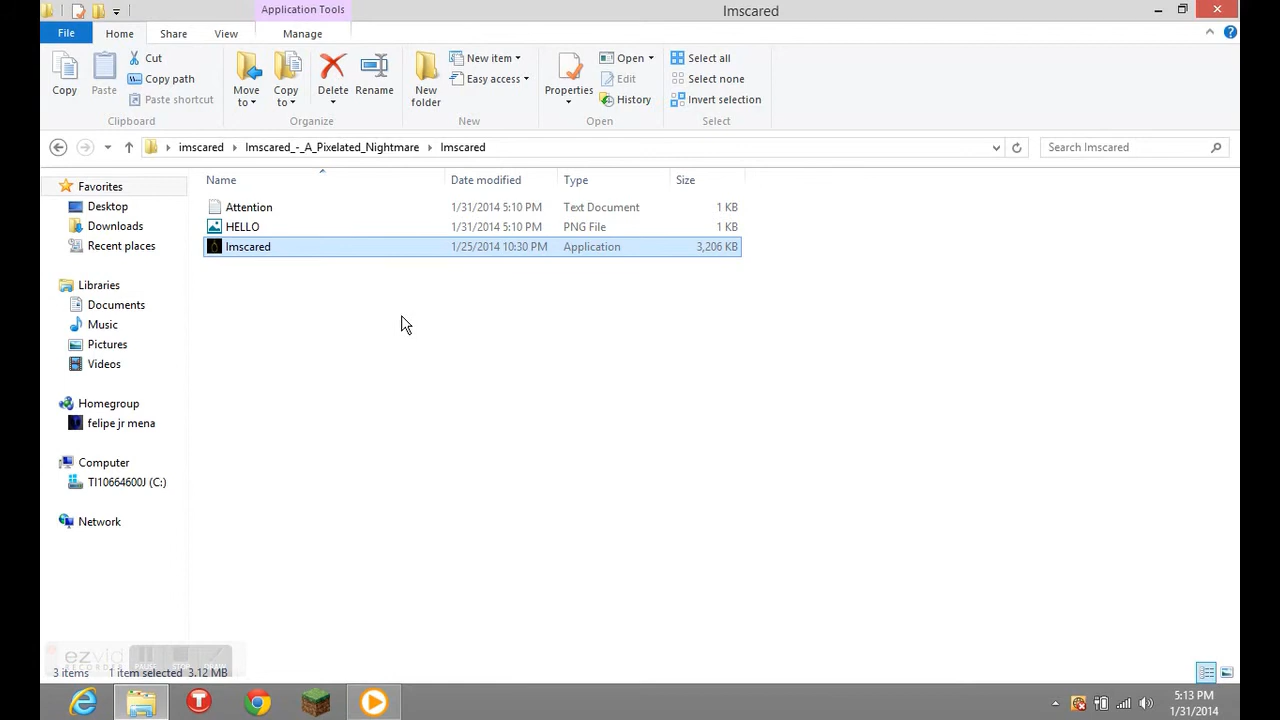 Application Tools
Imscared
File Home Share View Manage
Copy
Paste
Cut
Copy path
Paste shortcut
Clipboard
Move to
Copy to
Delete
Rename
Organize
New folder
New item
Easy access
New
Properties
Open
Edit
History
Open
Select all
Select none
Invert selection
Select
imscared Imscared_-_A_Pixelated_Nightmare Imscared
Search Imscared
Name Date modified Type Size
Attention 1/31/2014 5:10 PM Text Document 1 KB
HELLO 1/31/2014 5:10 PM PNG File 1 KB
Imscared 1/25/2014 10:30 PM Application 3,206 KB
Favorites
Desktop
Downloads
Recent places
Libraries
Documents
Music
Pictures
Videos
Homegroup
felipe jr mena
Computer
TI10664600J (C:)
Network
ezvid
RECORDER
PAUSE STOP DRAW
3 items 1 item selected 3.12 MB
5:13 PM
1/31/2014